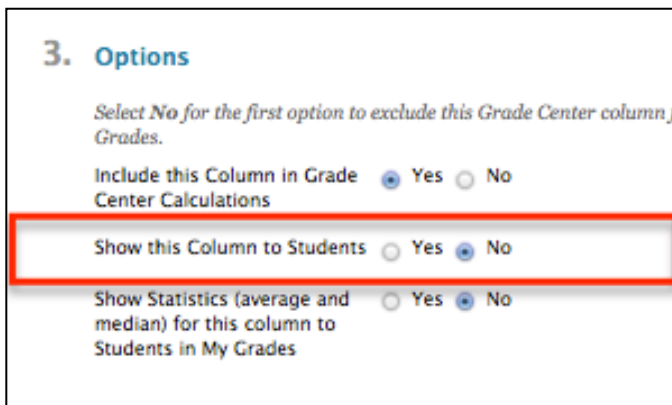 3. Options
Select No for the first option to exclude this Grade Center column
Grades.
Include this Column in Grade Yes No
Center Calculations
Show this Column to Students Yes No
Show Statistics (average and Yes No
median) for this column to
Students in My Grades